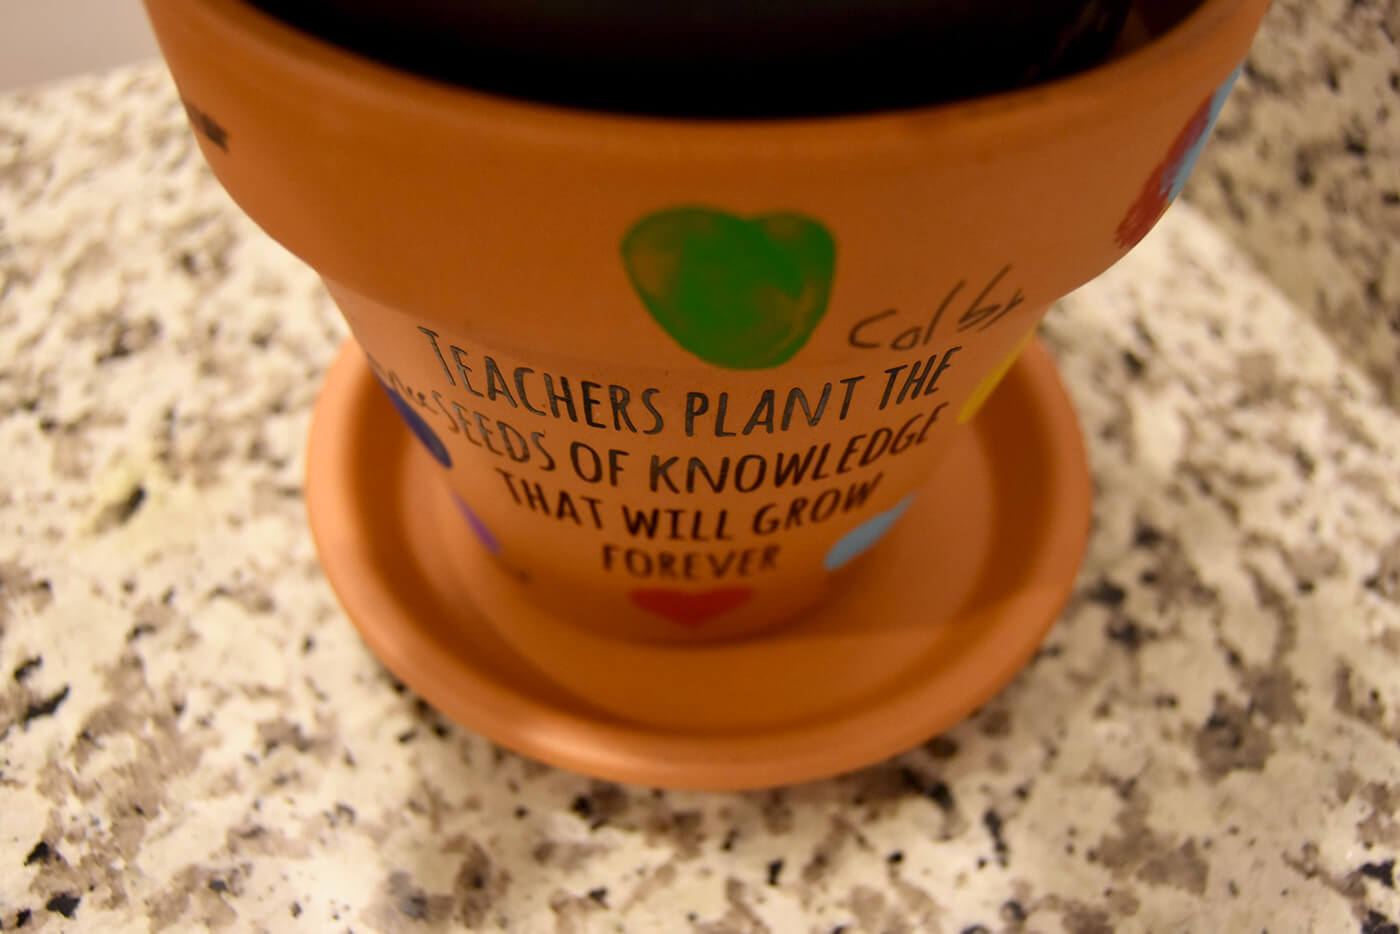 Colby
TEACHERS PLANT THE
SEEDS OF KNOWLEDGE
THAT WILL GROW
FOREVER